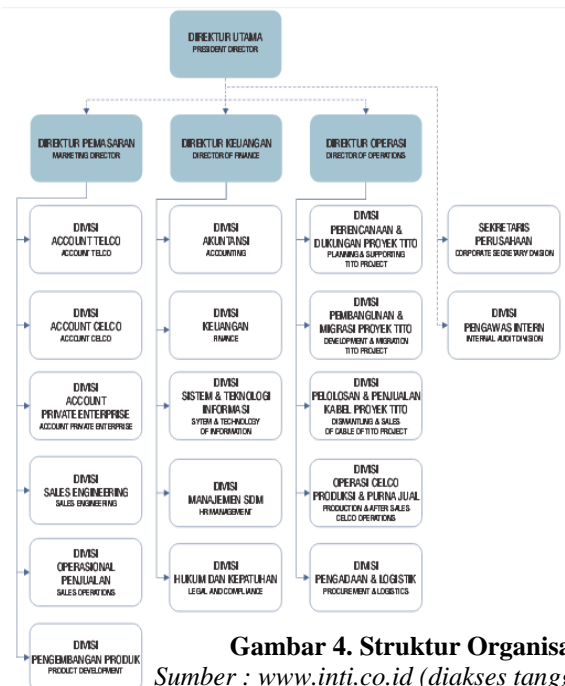 DIREKTUR UTAMA
PRESIDENT DIRECTOR
DIREKTUR PEMASARAN
MARKETING DIRECTOR
DIREKTUR KEUANGAN
DIRECTOR OF FINANCE
DIREKTUR OPERASI
DIRECTOR OF OPERATIONS
DIVISI
ACCOUNT TELCO
ACCOUNT TELCO
DIVISI
ACCOUNT CELCO
ACCOUNT CELCO
DIVISI
ACCOUNT
PRIVATE ENTERPRISE
ACCOUNT PRIVATE ENTERPRISE
DIVISI
SALES ENGINEERING
SALES ENGINEERING
DIVISI
OPERASIONAL
PENJUALAN
SALES OPERATIONS
DIVISI
PENGEMBANGAN PRODUK
PRODUCT DEVELOPMENT
DIVISI
AKUNTANSI
ACCOUNTING
DIVISI
KEUANGAN
FINANCE
DIVISI
SISTEM & TEKNOLOGI
INFORMASI
SYTEM & TECHNOLOGY
OF INFORMATION
DIVISI
MANAJEMEN SDM
HR MANAGEMENT
DIVISI
HUKUM DAN KEPATUHAN
LEGAL AND COMPLIANCE
DIVISI
PERENCANAAN &
DUKUNGAN PROYEK TITO
PLANNING & SUPPORTING
TITO PROJECT
DIVISI
PEMBANGUNAN &
MIGRASI PROYEK TITO
DEVELOPMENT & MIGRATION
TITO PROJECT
DIVISI
PELOLOSAN & PENJUALAN
KABEL PROYEK TITO
DISMANTLING & SALES
OF CABLE OF TITO PROJECT
DIVISI
OPERASI CELCO
PRODUKSI & PURNA JUAL
PRODUCTION & AFTER SALES
CELCO OPERATIONS
DIVISI
PENGADAAN & LOGISTIK
PROCUREMENT & LOGISTICS
SEKRETARIS
PERUSAHAAN
CORPORATE SECRETARY DIVISION
DIVISI
PENGAWAS INTERN
INTERNAL AUDIT DIVISION
Gambar 4. Struktur Organisa
Sumber : www.inti.co.id (diakses tangg